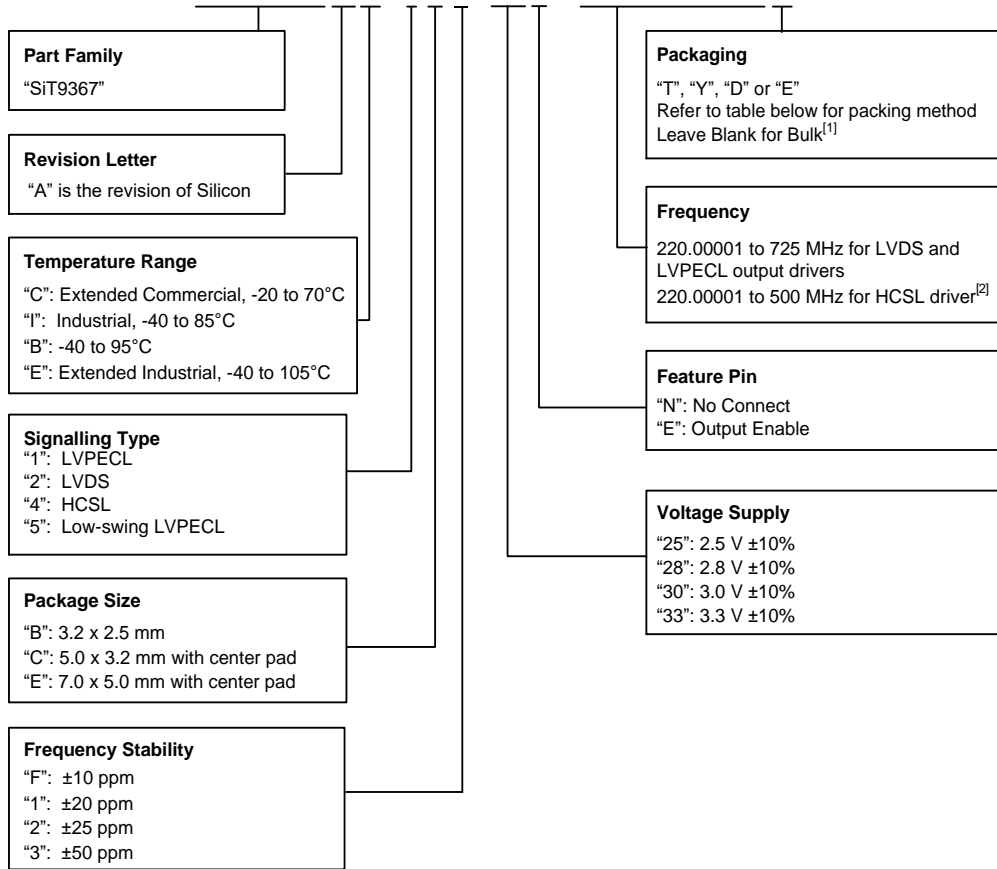 Part Family
“SiT9367”
Revision Letter
“A” is the revision of Silicon
Temperature Range
“C”: Extended Commercial, -20 to 70°C
“I”: Industrial, -40 to 85°C
“B”: -40 to 95°C
“E”: Extended Industrial, -40 to 105°C
Signalling Type
“1”: LVPECL
“2”: LVDS
“4”: HCSL
“5”: Low-swing LVPECL
Package Size
“B”: 3.2 x 2.5 mm
“C”: 5.0 x 3.2 mm with center pad
“E”: 7.0 x 5.0 mm with center pad
Frequency Stability
“F”: ±10 ppm
“1”: ±20 ppm
“2”: ±25 ppm
“3”: ±50 ppm
Packaging
“T”, “Y”, “D” or “E”
Refer to table below for packing method
Leave Blank for Bulk[1]
Frequency
220.00001 to 725 MHz for LVDS and
LVPECL output drivers
220.00001 to 500 MHz for HCSL driver[2]
Feature Pin
“N”: No Connect
“E”: Output Enable
Voltage Supply
“25”: 2.5 V ±10%
“28”: 2.8 V ±10%
“30”: 3.0 V ±10%
“33”: 3.3 V ±10%